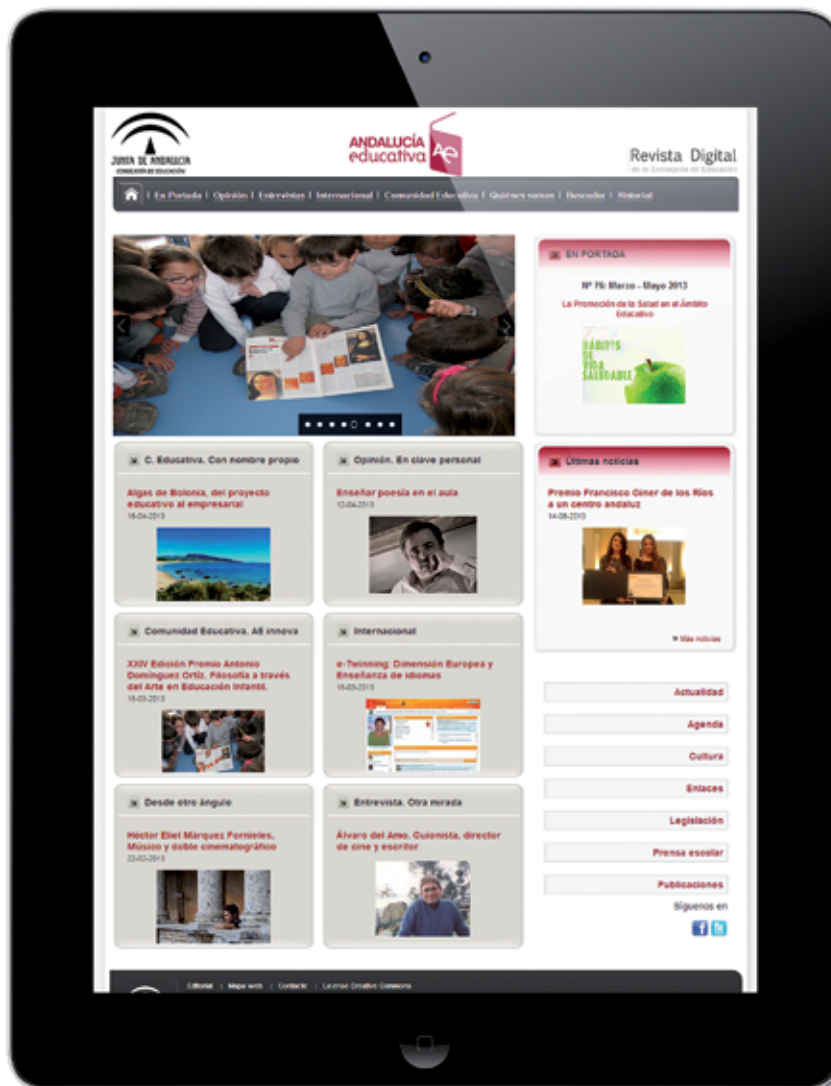 JUNTA DE ANDALUCIA
CONSEJERÍA DE EDUCACIÓN
ANDALUCÍA
educativa
Ae
Revista Digital
de la Consejería de Educación
En Portada | Opinión | Entrevistas | Internacional | Comunidad Educativa | Quiénes somos | Buscador | Historial
EN PORTADA
Nº 76: Marzo - Mayo 2013
La Promoción de la Salud en el Ámbito
Educativo
HÁBITOS
DE
VIDA
SALUDABLE
C. Educativa. Con nombre propio
Algas de Bolonia, del proyecto
educativo al empresarial
16-04-2013
Opinión. En clave personal
Enseñar poesía en el aula
12-04-2013
Últimas noticias
Premio Francisco Giner de los Ríos
a un centro andaluz
14-06-2013
Más noticias
Comunidad Educativa. AE innova
XXIV Edición Premio Antonio
Domínguez Ortiz. Filosofía a través
del Arte en Educación Infantil.
15-03-2013
Internacional
e-Twinning: Dimensión Europea y
Enseñanza de idiomas
15-03-2013
Desde otro ángulo
Héctor Eliel Márquez Fornieles.
Músico y doble cinematográfico
22-02-2013
Entrevista. Otra mirada
Álvaro del Amo. Guionista, director
de cine y escritor
Actualidad
Agenda
Cultura
Enlaces
Legislación
Prensa escolar
Publicaciones
Síguenos en
Editorial | Mapa web | Contacto | License Creative Commons